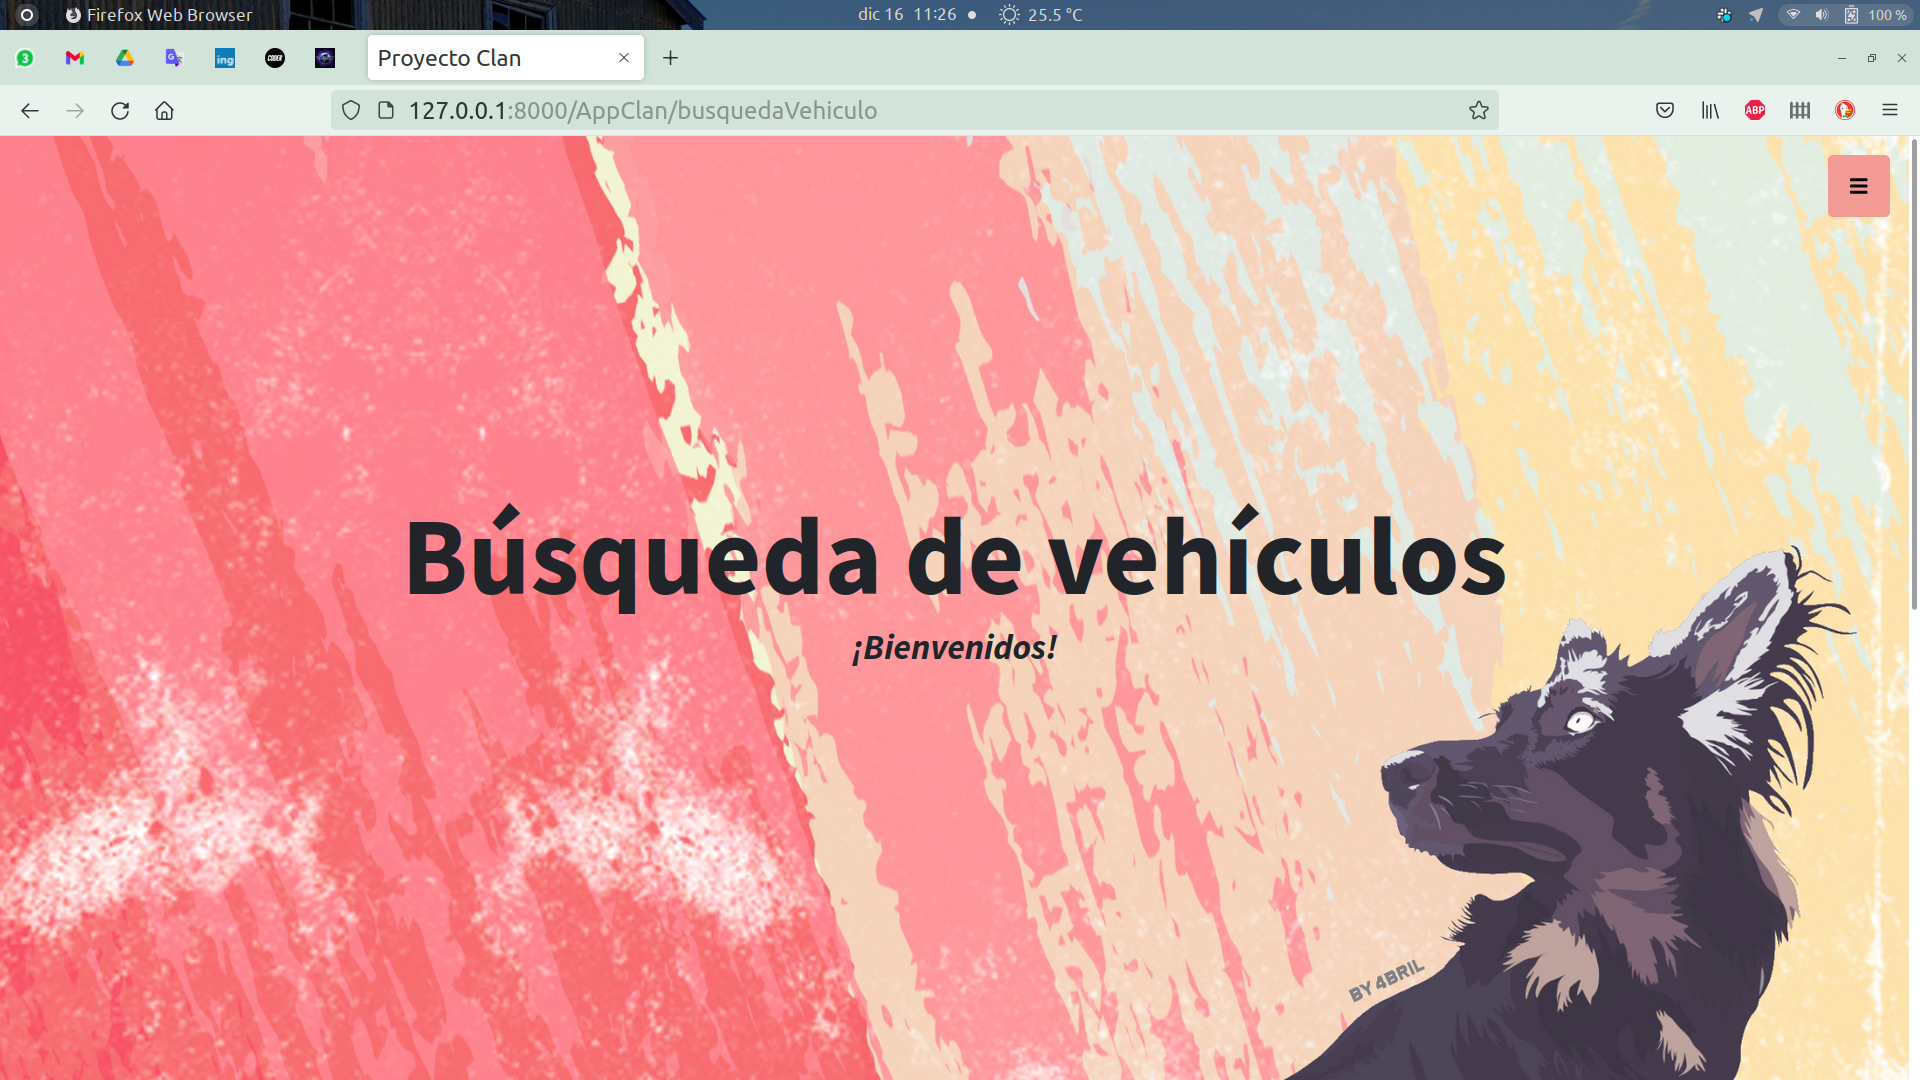 Firefox Web Browser
dic 16 11:26
25.5 °C
100 %
3
ing
CODER
Proyecto Clan
127.0.0.1:8000/AppClan/busquedaVehiculo
ABP
Búsqueda de vehículos
¡Bienvenidos!
BY 4BRIL